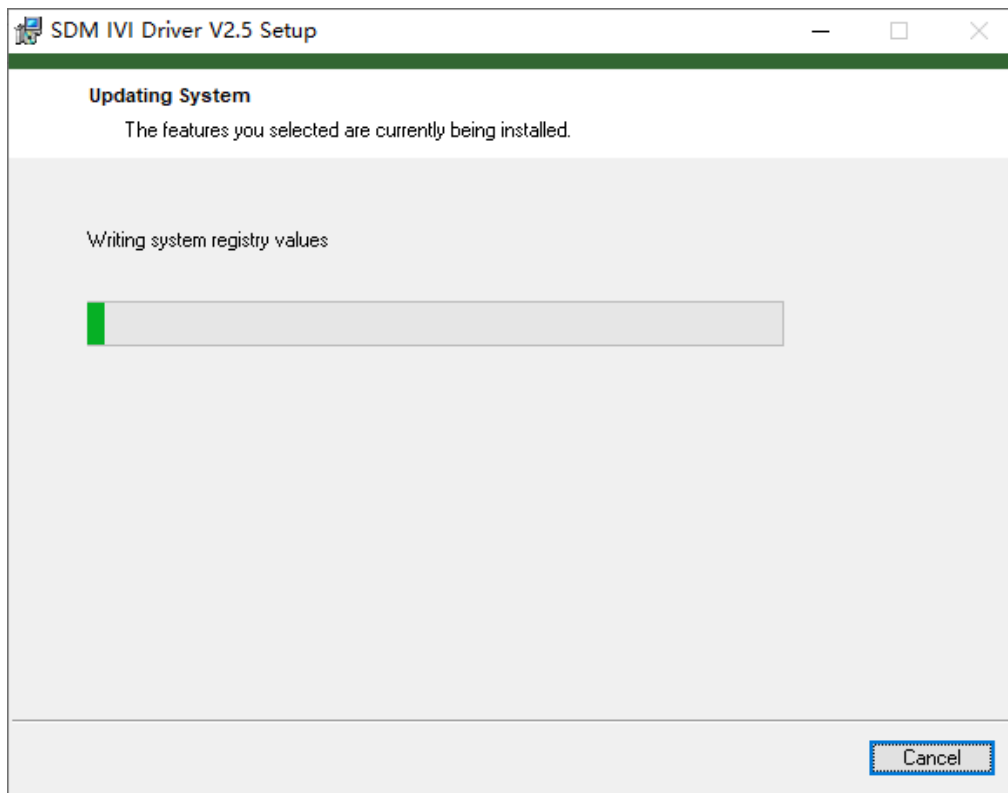 SDM IVI Driver V2.5 Setup
Updating System
The features you selected are currently being installed.
Writing system registry values
Cancel